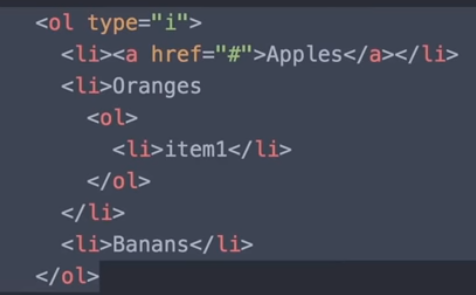 <ol type="i">
<li><a href="#">Apples</a></li>
<li>Oranges
<ol>
<li>item1</li>
</ol>
</li>
<li>Banans</li>
</ol>